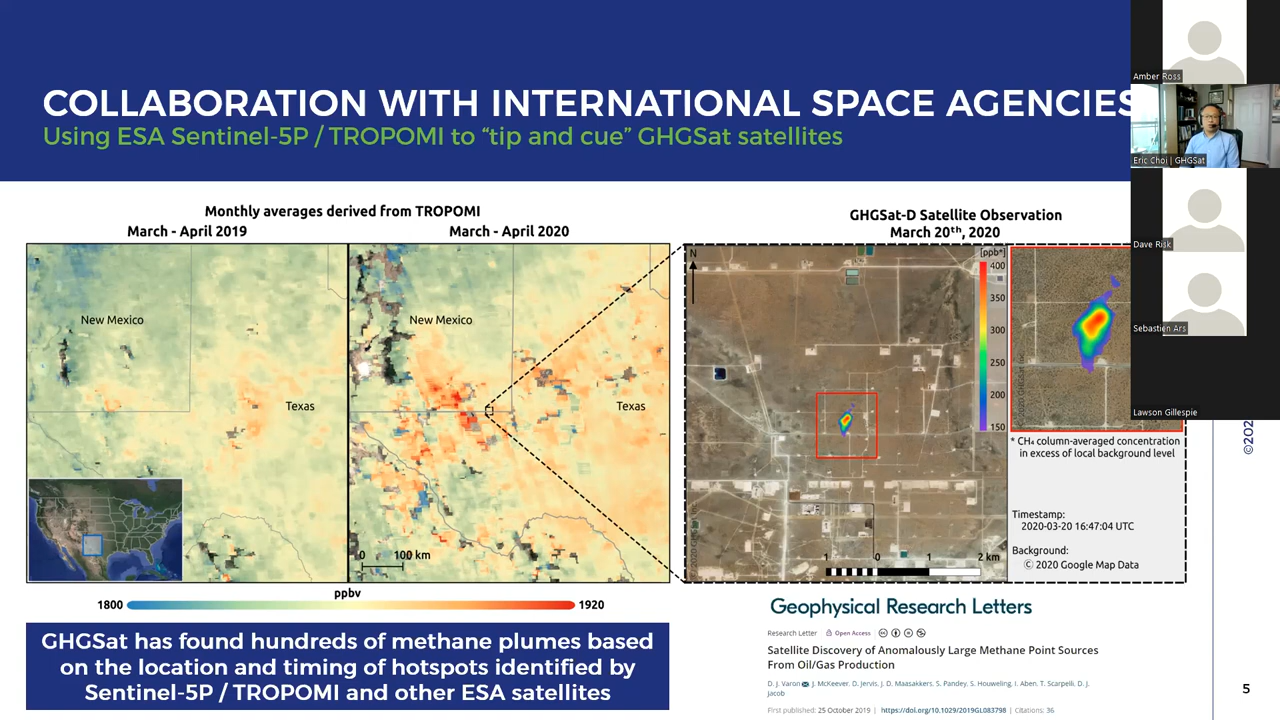 COLLABORATION WITH INTERNATIONAL SPACE AGENCIES
Using ESA Sentinel-5P / TROPOMI to “tip and cue” GHGSat satellites
Monthly averages derived from TROPOMI
March - April 2019
March - April 2020
New Mexico
Texas
New Mexico
Texas
0 100 km
ppbv
1800
1920
GHGSat-D Satellite Observation
March 20th, 2020
N
[ppb*]
400
350
300
250
200
150
1 0 1 2 km
* CH₄ column-averaged concentration
in excess of local background level
Timestamp:
2020-03-20 16:47:04 UTC
Background:
© 2020 Google Map Data
GHGSat has found hundreds of methane plumes based
on the location and timing of hotspots identified by
Sentinel-5P / TROPOMI and other ESA satellites
Geophysical Research Letters
Research Letter Open Access
Satellite Discovery of Anomalously Large Methane Point Sources
From Oil/Gas Production
D. J. Varon, J. McKeever, D. Jervis, J. D. Maasakkers, S. Pandey, S. Houweling, I. Aben, T. Scarpelli, D. J.
Jacob
First published: 25 October 2019 | https://doi.org/10.1029/2019GL083798 | Citations: 36
5
©202
Amber Ross
Eric Choi | GHGSat
Dave Risk
Sebastien Ars
Lawson Gillespie